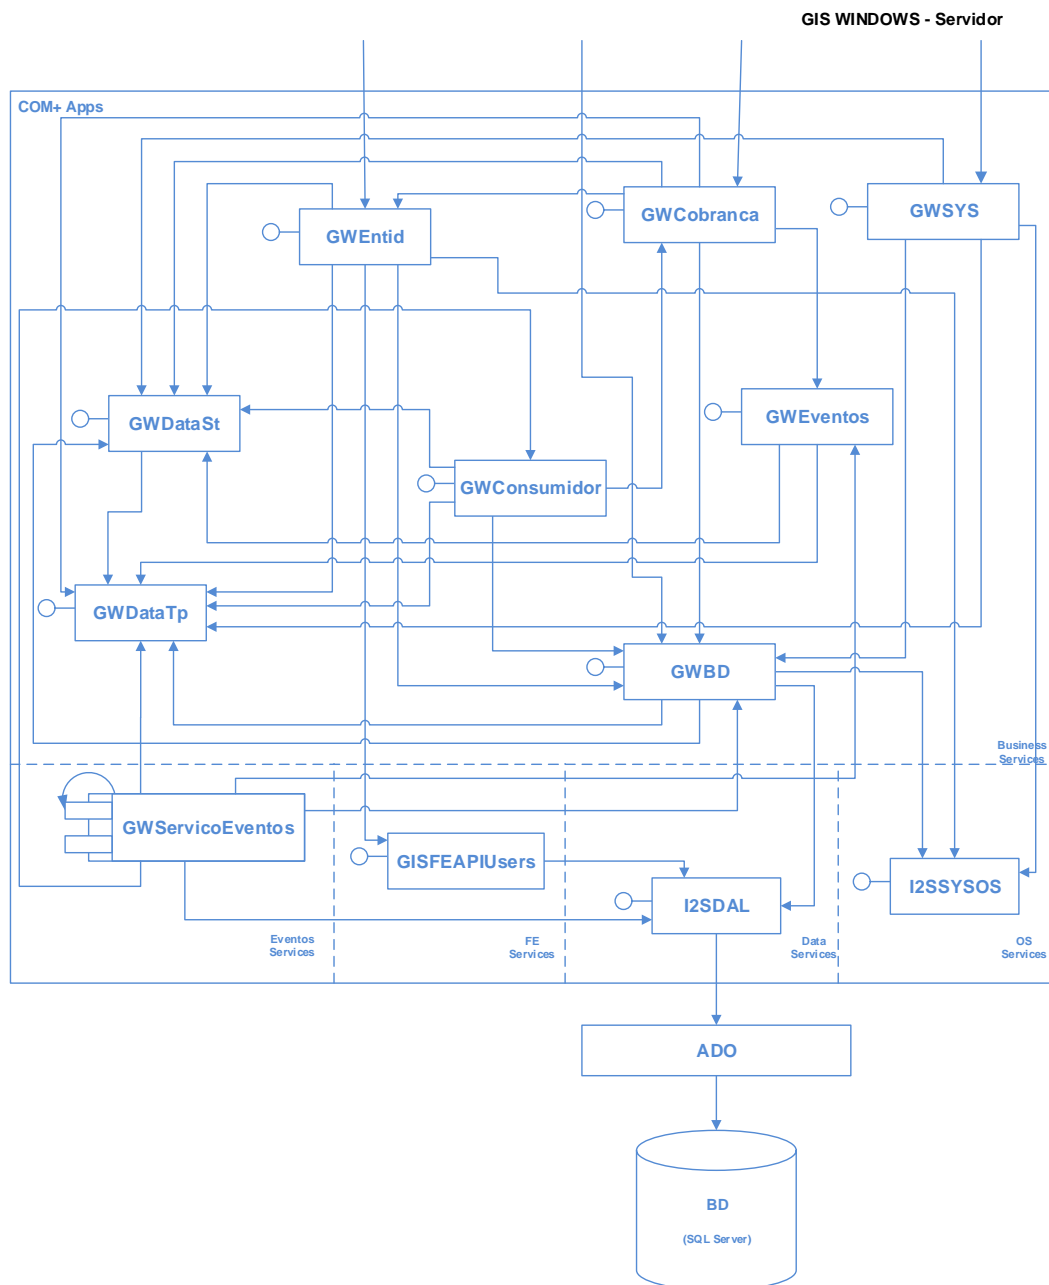 GIS WINDOWS - Servidor
COM+ Apps
GWCobranca
GWSYS
GWEntid
GWDataSt
GWEventos
GWConsumidor
GWDataTp
GWBD
Business
Services
GWServicoEventos
GISFEAPIUsers
I2SDAL
I2SSYSOS
Eventos
Services
FE
Services
Data
Services
OS
Services
ADO
BD
(SQL Server)